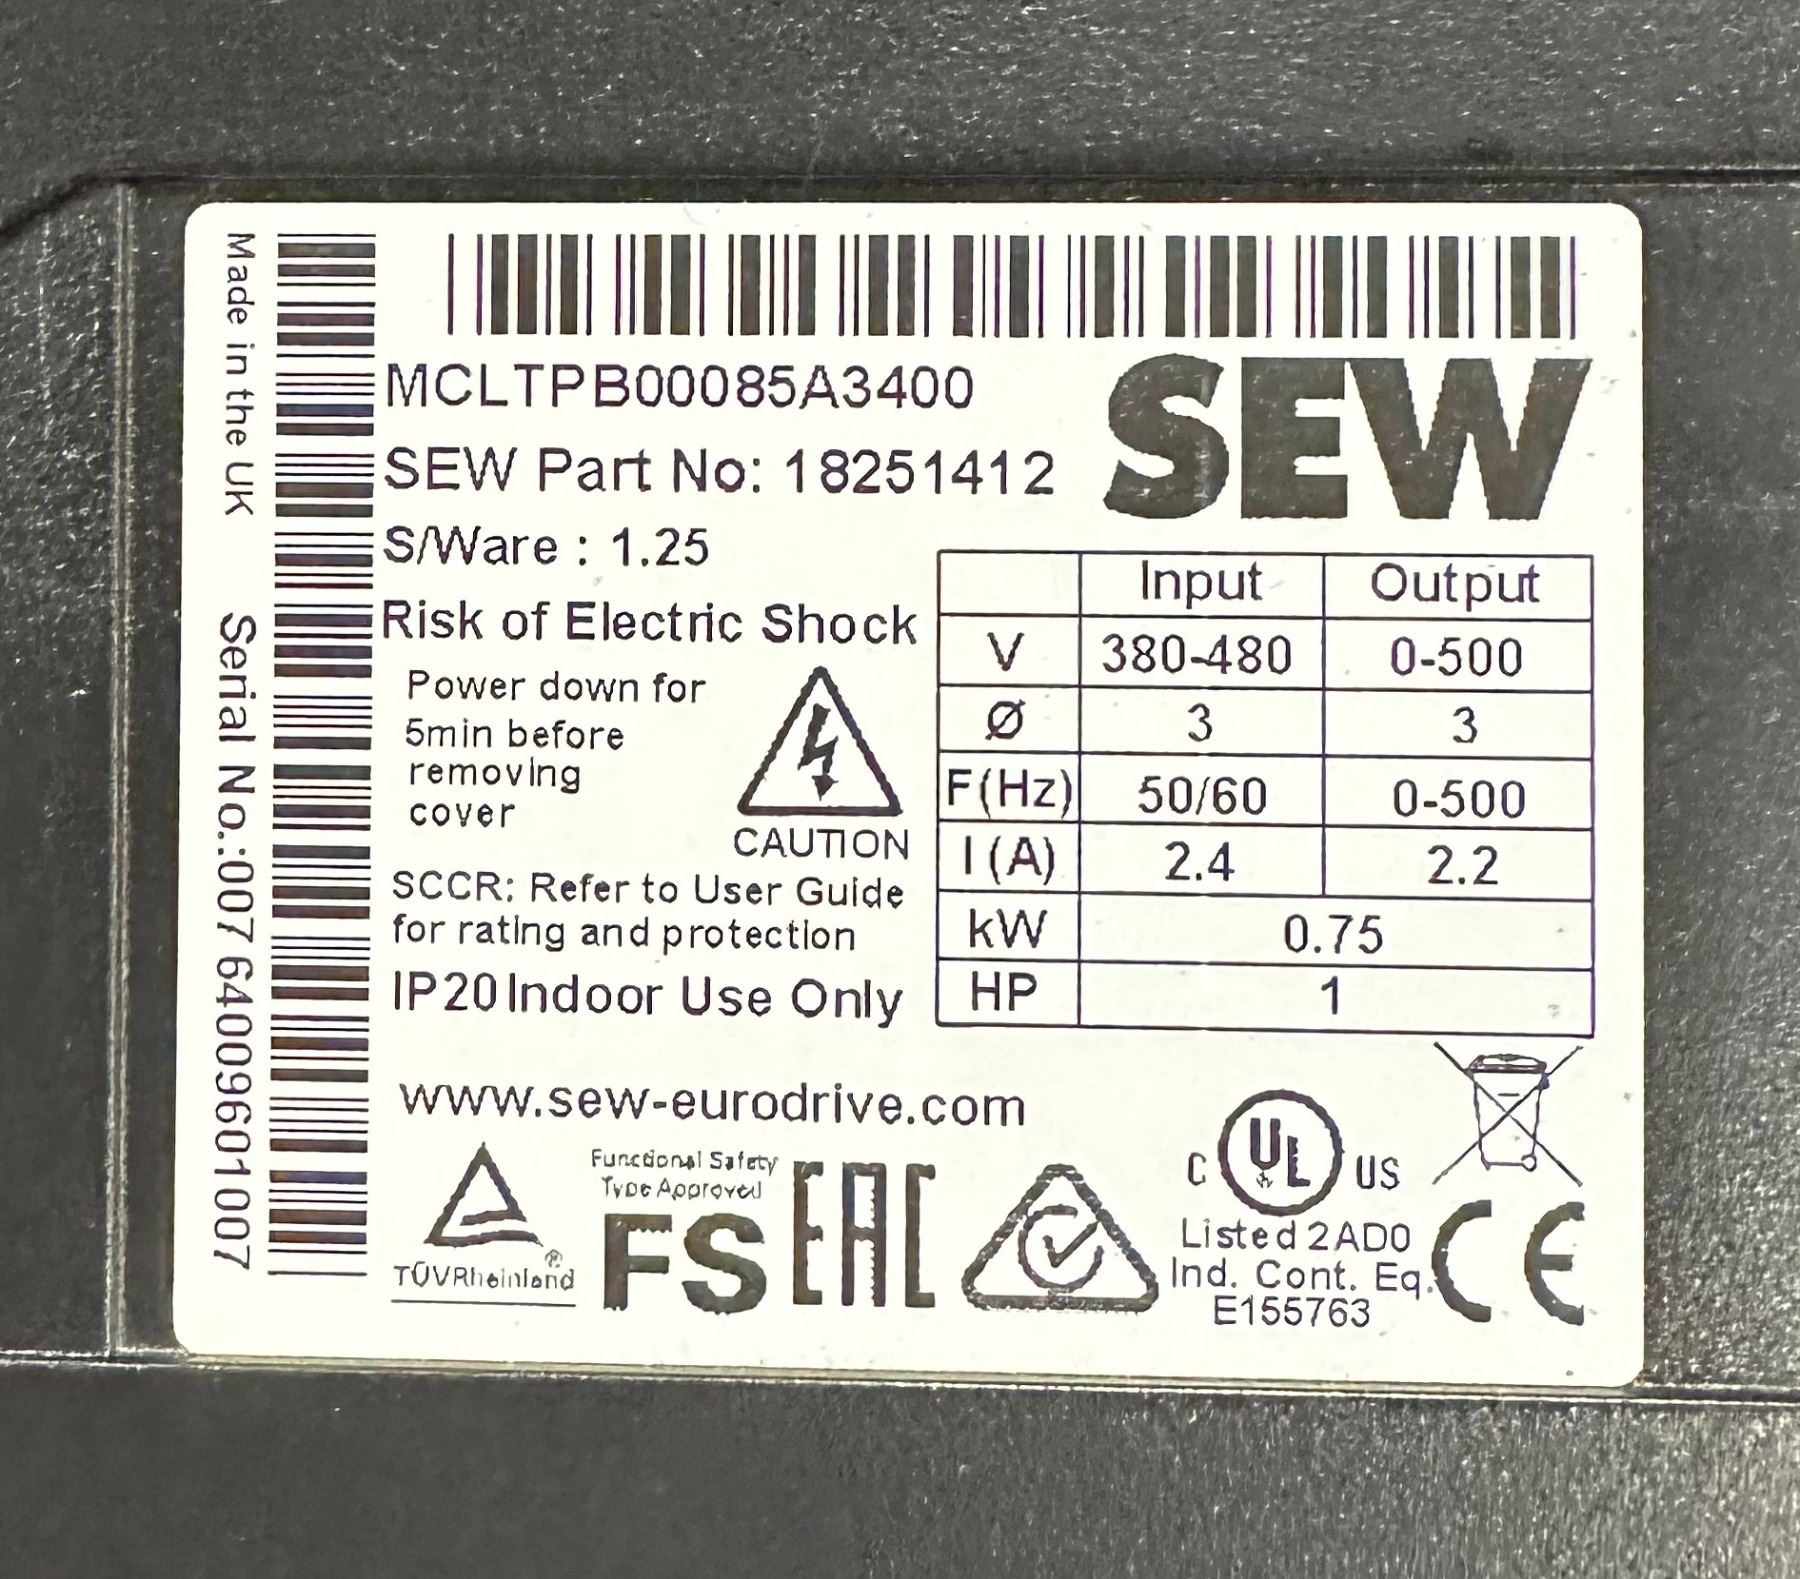 Made in the UK
Serial No.:007 64009601007
MCLTPB00085A3400
SEW
SEW Part No: 18251412
S/Ware : 1.25
Risk of Electric Shock
Power down for
5min before
removing
cover
CAUTION
SCCR: Refer to User Guide
for rating and protection
IP20 Indoor Use Only
Input Output
V 380-480 0-500
Ø 3 3
F(Hz) 50/60 0-500
I(A) 2.4 2.2
kW 0.75
HP 1
www.sew-eurodrive.com
TÜVRheinland®
Functional Safety
Type Approved
FS
EAC
C UL US
Listed 2AD0
Ind. Cont. Eq.
E155763
CE